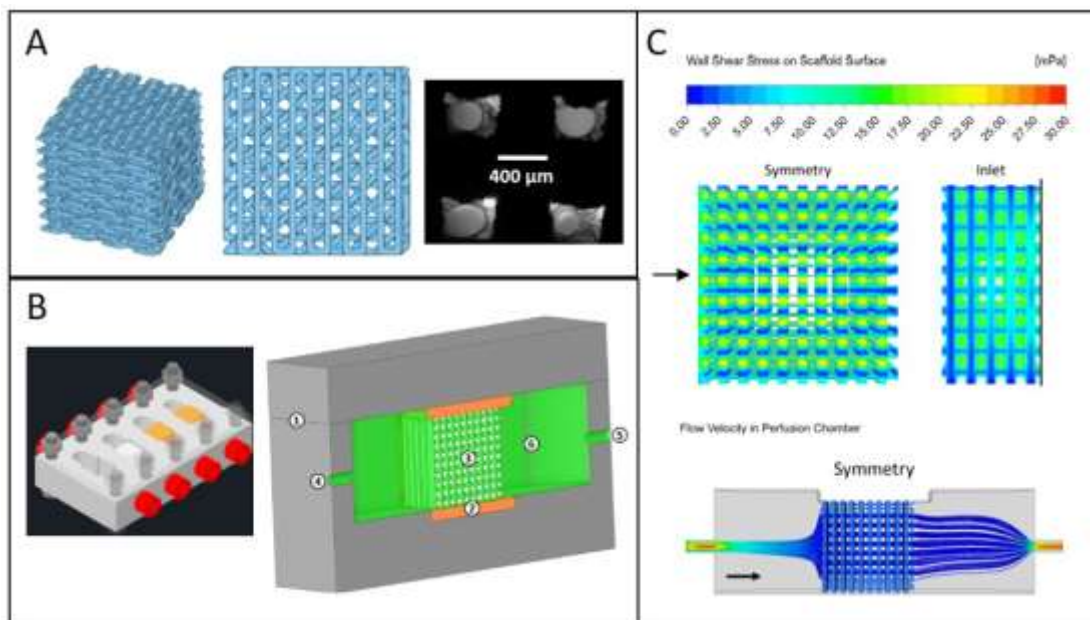 A
400 µm
B
①
③
④
⑤
⑥
②
C
Wall Shear Stress on Scaffold Surface [mPa]
0.00 2.50 5.00 7.50 10.00 12.50 15.00 17.50 20.00 22.50 25.00 27.50 30.00
Symmetry Inlet
Flow Velocity in Perfusion Chamber
Symmetry